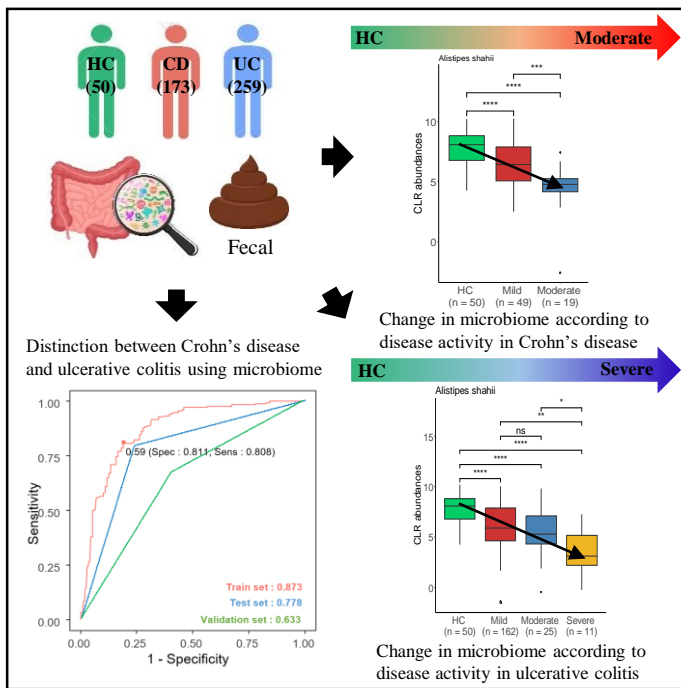 HC
(50)
CD
(173)
UC
(259)
Fecal
HC
Moderate
Alistipes shahii
***
****
****
CLR abundances
10
5
0
HC
(n = 50)
Mild
(n = 49)
Moderate
(n = 19)
Change in microbiome according to
disease activity in Crohn's disease
Distinction between Crohn's disease
and ulcerative colitis using microbiome
Sensitivity
1.00
0.75
0.50
0.25
0.00
0.59 (Spec : 0.811, Sens : 0.808)
Train set : 0.873
Test set : 0.778
Validation set : 0.633
0.00
0.25
0.50
0.75
1.00
1 - Specificity
HC
Severe
Alistipes shahii
*
**
ns
****
****
****
CLR abundances
15
10
5
0
HC
(n = 50)
Mild
(n = 162)
Moderate
(n = 25)
Severe
(n = 11)
Change in microbiome according to
disease activity in ulcerative colitis